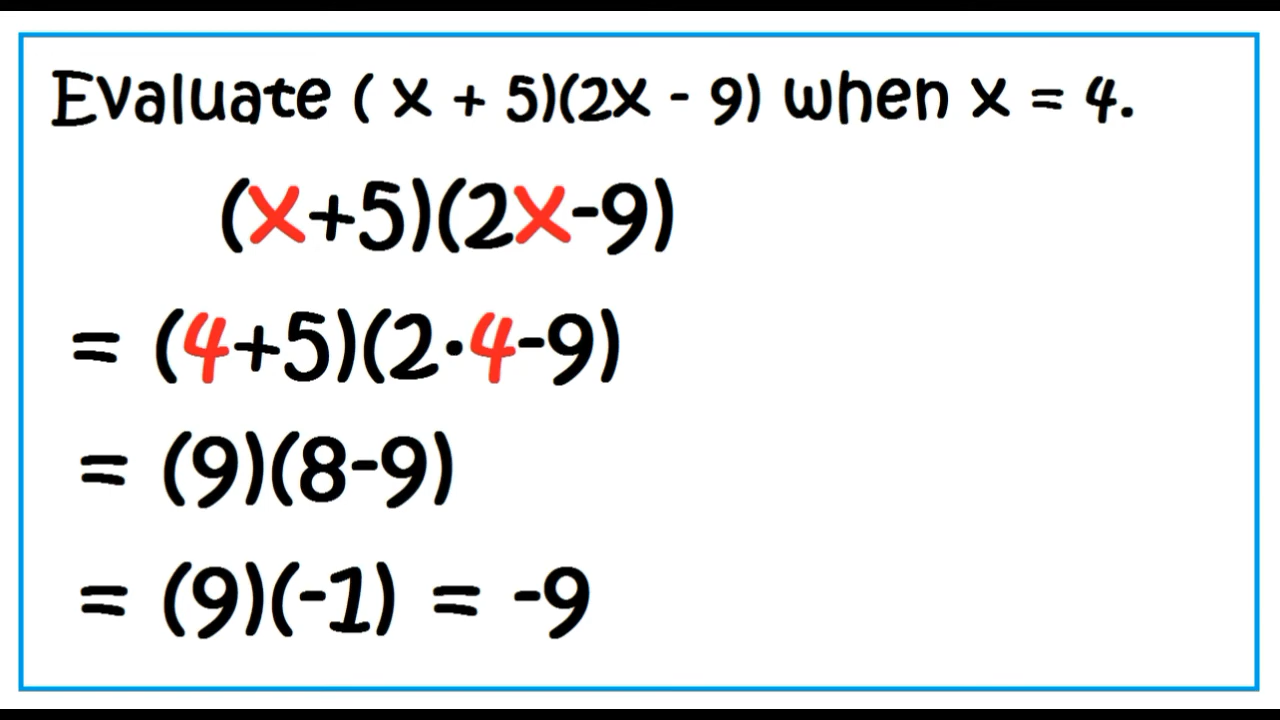 Evaluate ( x + 5)(2x - 9) when x = 4.
(x+5)(2x-9)
= (4+5)(2·4-9)
= (9)(8-9)
= (9)(-1) = -9